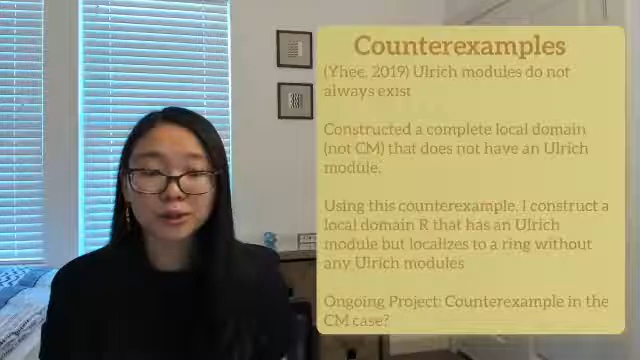 Counterexamples
(Yhee, 2019) Ulrich modules do not
always exist
Constructed a complete local domain
(not CM) that does not have an Ulrich
module.
Using this counterexample, I construct a
local domain R that has an Ulrich
module but localizes to a ring without
any Ulrich modules
Ongoing Project: Counterexample in the
CM case?